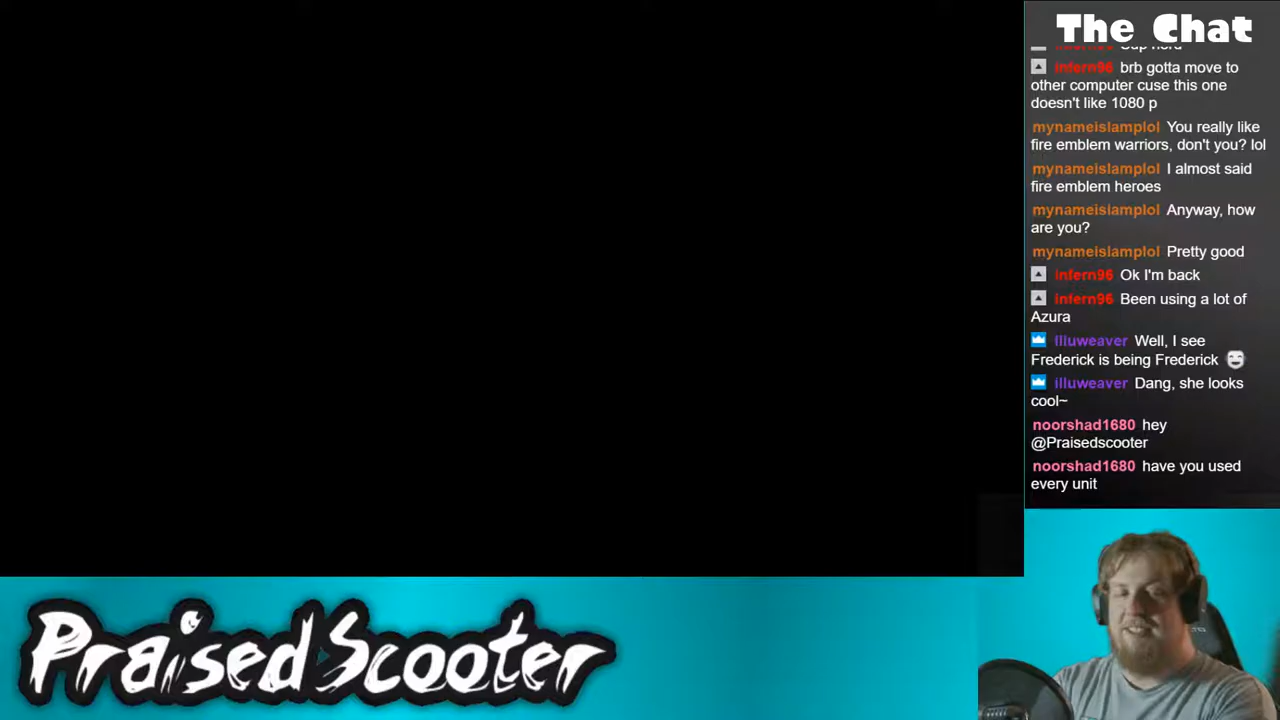 The Chat
infern96 Sup nerd
infern96 brb gotta move to
other computer cuse this one
doesn't like 1080 p
mynameislamplol You really like
fire emblem warriors, don't you? lol
mynameislamplol I almost said
fire emblem heroes
mynameislamplol Anyway, how
are you?
mynameislamplol Pretty good
infern96 Ok I'm back
infern96 Been using a lot of
Azura
illuweaver Well, I see
Frederick is being Frederick
illuweaver Dang, she looks
cool~
noorshad1680 hey
@Praisedscooter
noorshad1680 have you used
every unit
PraisedScooter